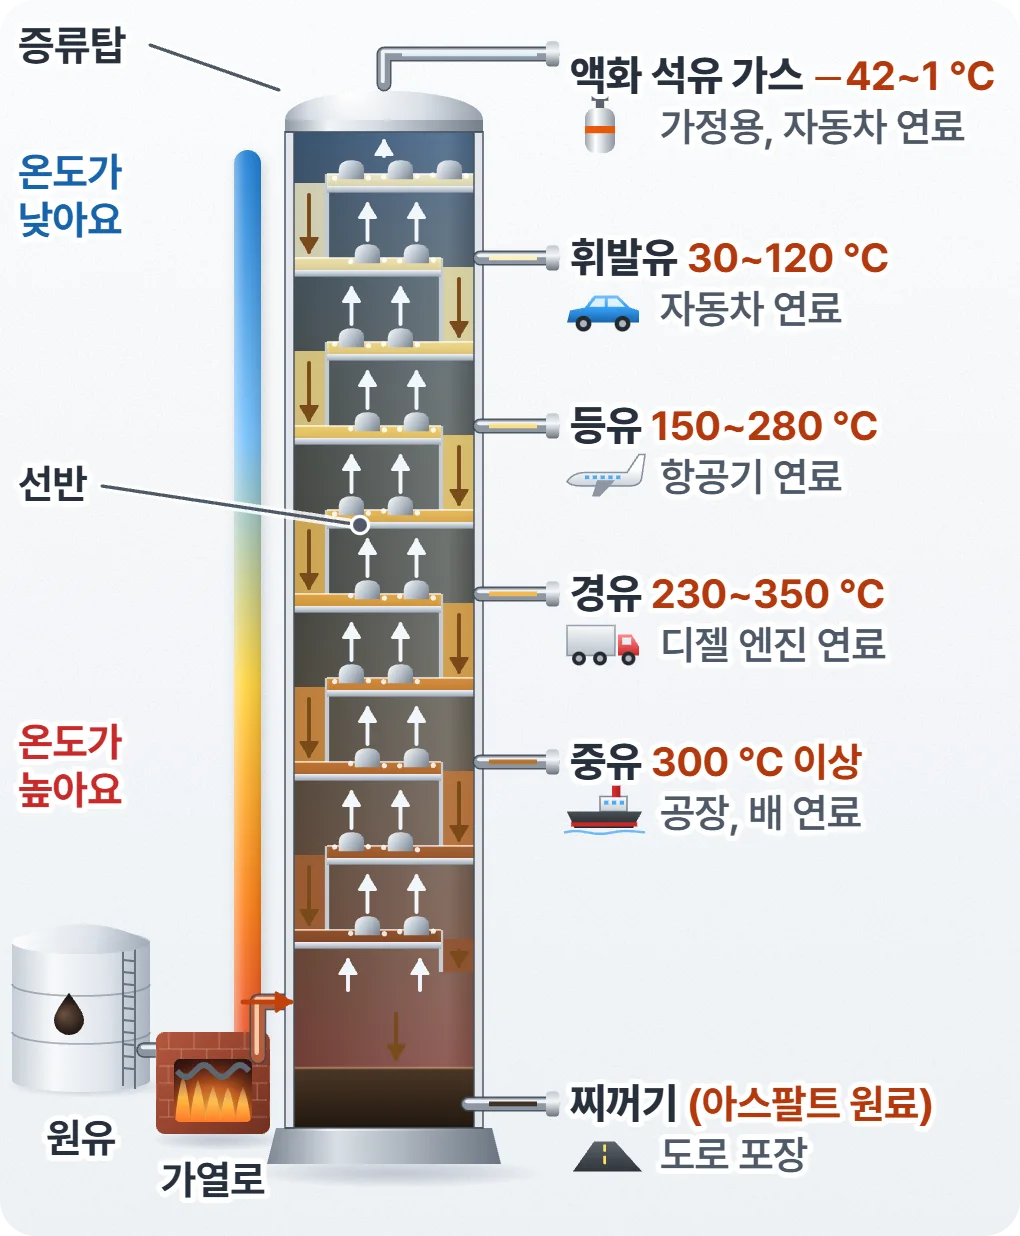 증류탑
액화 석유 가스 −42~1 °C
가정용, 자동차 연료
온도가
낮아요
휘발유 30~120 °C
자동차 연료
등유 150~280 °C
항공기 연료
선반
경유 230~350 °C
디젤 엔진 연료
온도가
높아요
중유 300 °C 이상
공장, 배 연료
원유
가열로
찌꺼기 (아스팔트 원료)
도로 포장